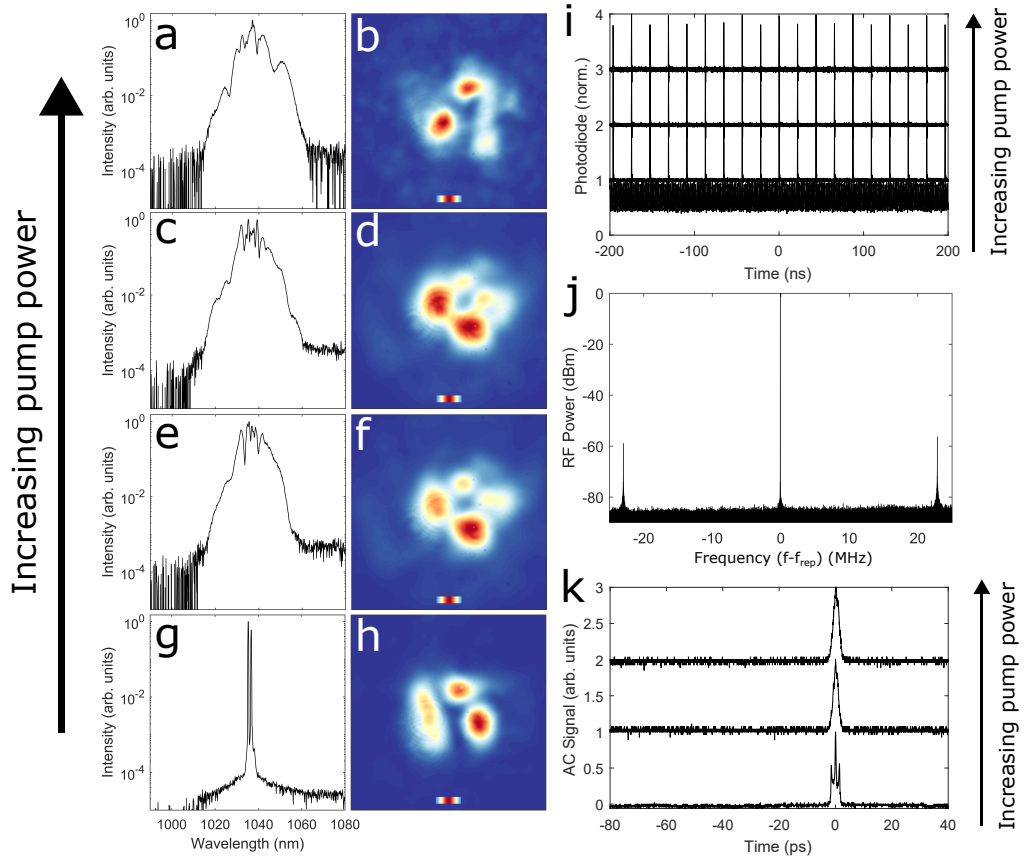 Increasing pump power
a
Intensity (arb. units)
10^0
10^-2
10^-4
b
c
Intensity (arb. units)
10^0
10^-2
10^-4
d
e
Intensity (arb. units)
10^0
10^-2
10^-4
f
g
Intensity (arb. units)
10^0
10^-2
10^-4
1000 1020 1040 1060 1080
Wavelength (nm)
h
i
Photodiode (norm.)
4
3
2
1
0
-200 -100 0 100 200
Time (ns)
Increasing pump power
j
RF Power (dBm)
0
-20
-40
-60
-80
-20 -10 0 10 20
Frequency (f-f_rep) (MHz)
k
AC Signal (arb. units)
3
2.5
2
1.5
1
0.5
0
-80 -60 -40 -20 0 20 40
Time (ps)
Increasing pump power